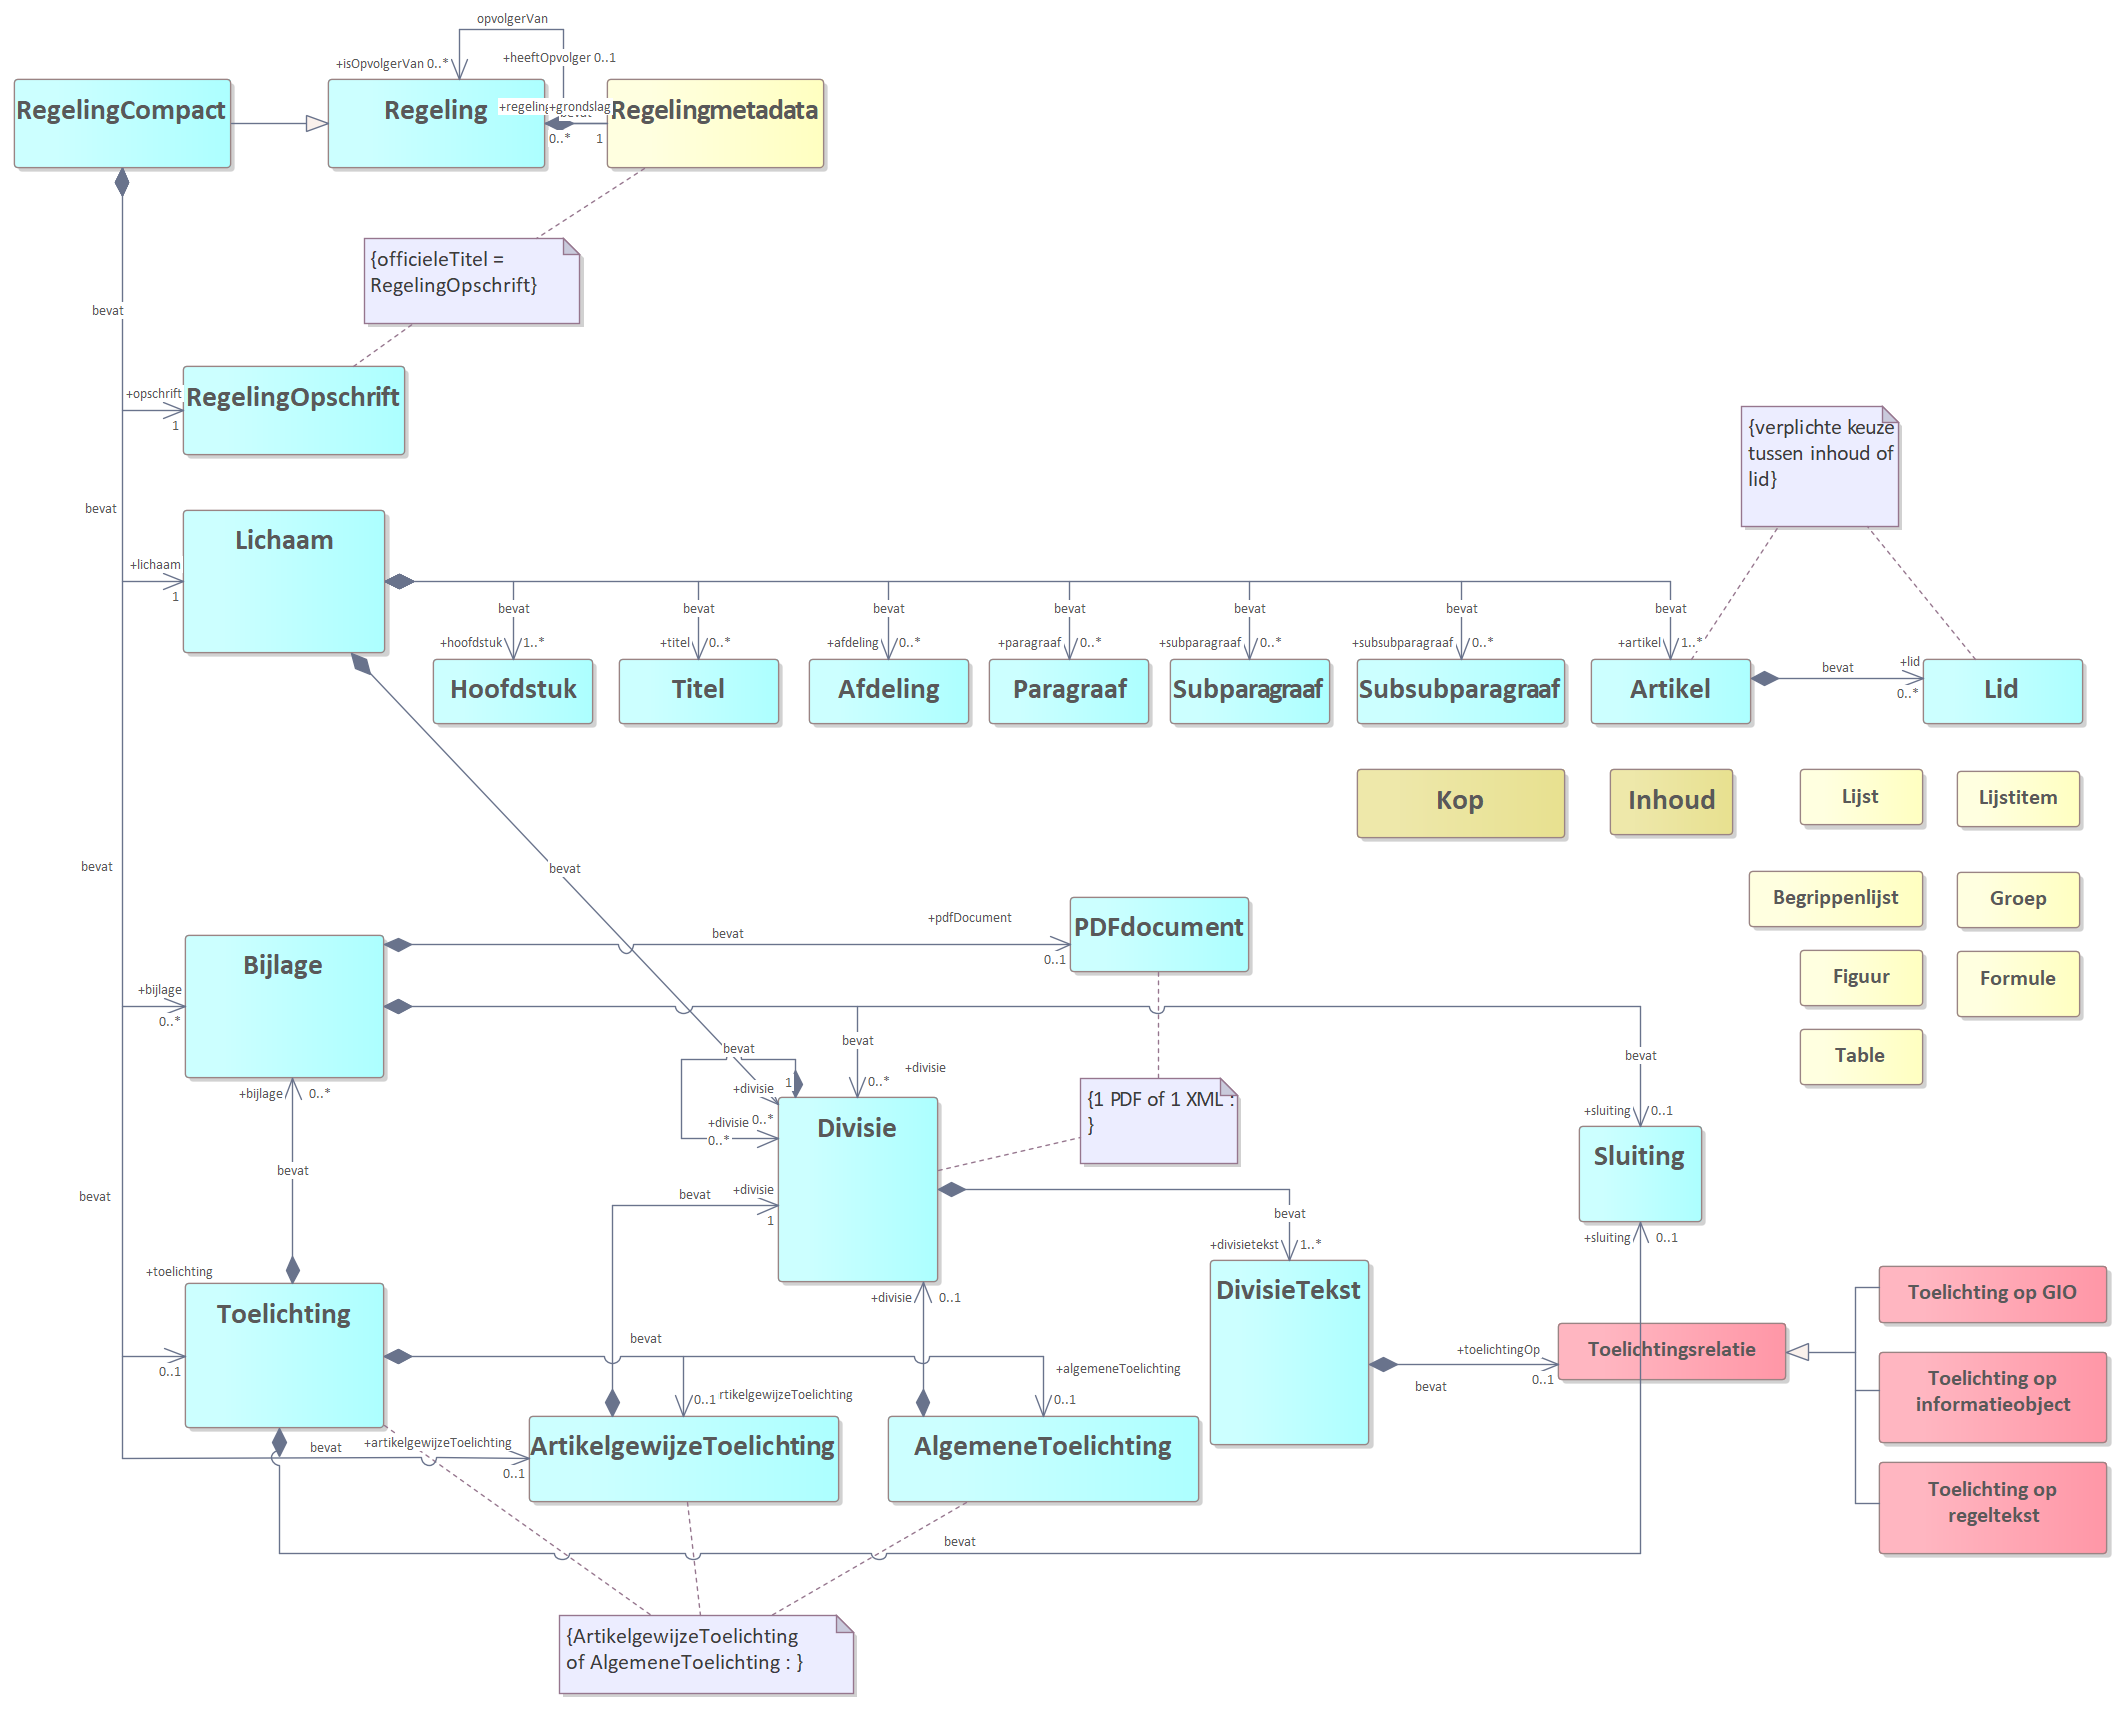 opvolgerVan
+isOpvolgerVan 0..*
+heeftOpvolger 0..1
RegelingCompact
Regeling
+regeling
+grondslag
bevat
0..*
1
Regelingmetadata
{officieleTitel =
RegelingOpschrift}
bevat
+opschrift
1
RegelingOpschrift
{verplichte keuze
tussen inhoud of
lid}
bevat
+lichaam
1
Lichaam
bevat
bevat
bevat
bevat
bevat
bevat
bevat
+hoofdstuk
1..*
+titel
0..*
+afdeling
0..*
+paragraaf
0..*
+subparagraaf
0..*
+subsubparagraaf
0..*
+artikel
1..*
Hoofdstuk
Titel
Afdeling
Paragraaf
Subparagraaf
Subsubparagraaf
Artikel
bevat
+lid
0..*
Lid
Kop
Inhoud
Lijst
Lijstitem
Begrippenlijst
Groep
Figuur
Formule
Table
bevat
bevat
+bijlage
0..*
Bijlage
bevat
+pdfDocument
0..1
PDFdocument
bevat
bevat
bevat
+divisie
0..*
+divisie
1
0..*
+divisie
0..*
Divisie
{1 PDF of 1 XML :
}
+sluiting
0..1
Sluiting
+sluiting
0..1
+bijlage
0..*
bevat
bevat
bevat
+divisie
1
bevat
+divisietekst
1..*
DivisieTekst
+toelichting
0..1
Toelichting
+divisie
0..1
bevat
0..1
rtikelgewijzeToelichting
+algemeneToelichting
0..1
+toelichtingOp
bevat
0..1
Toelichtingsrelatie
Toelichting op GIO
Toelichting op
informatieobject
Toelichting op
regeltekst
bevat
+artikelgewijzeToelichting
0..1
ArtikelgewijzeToelichting
AlgemeneToelichting
bevat
{ArtikelgewijzeToelichting
of AlgemeneToelichting : }